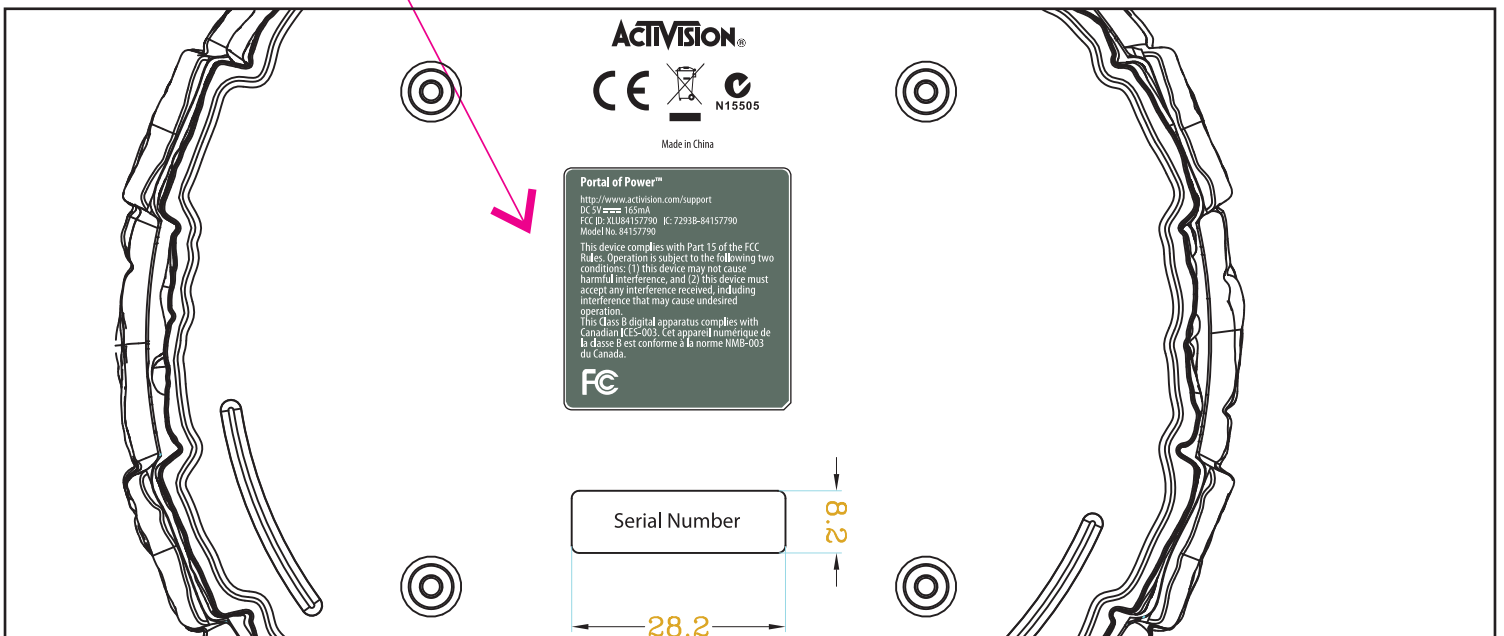 ACTIVISION®
CE
N15505
Made in China
Portal of Power™
http://www.activision.com/support
DC 5V 165mA
FCC ID: XLU84157790 IC: 7293B-84157790
Model No. 84157790
This device complies with Part 15 of the FCC
Rules. Operation is subject to the following two
conditions: (1) this device may not cause
harmful interference, and (2) this device must
accept any interference received, including
interference that may cause undesired
operation.
This Class B digital apparatus complies with
Canadian ICES-003. Cet appareil numérique de
la classe B est conforme à la norme NMB-003
du Canada.
FC
Serial Number
8.2
28.2